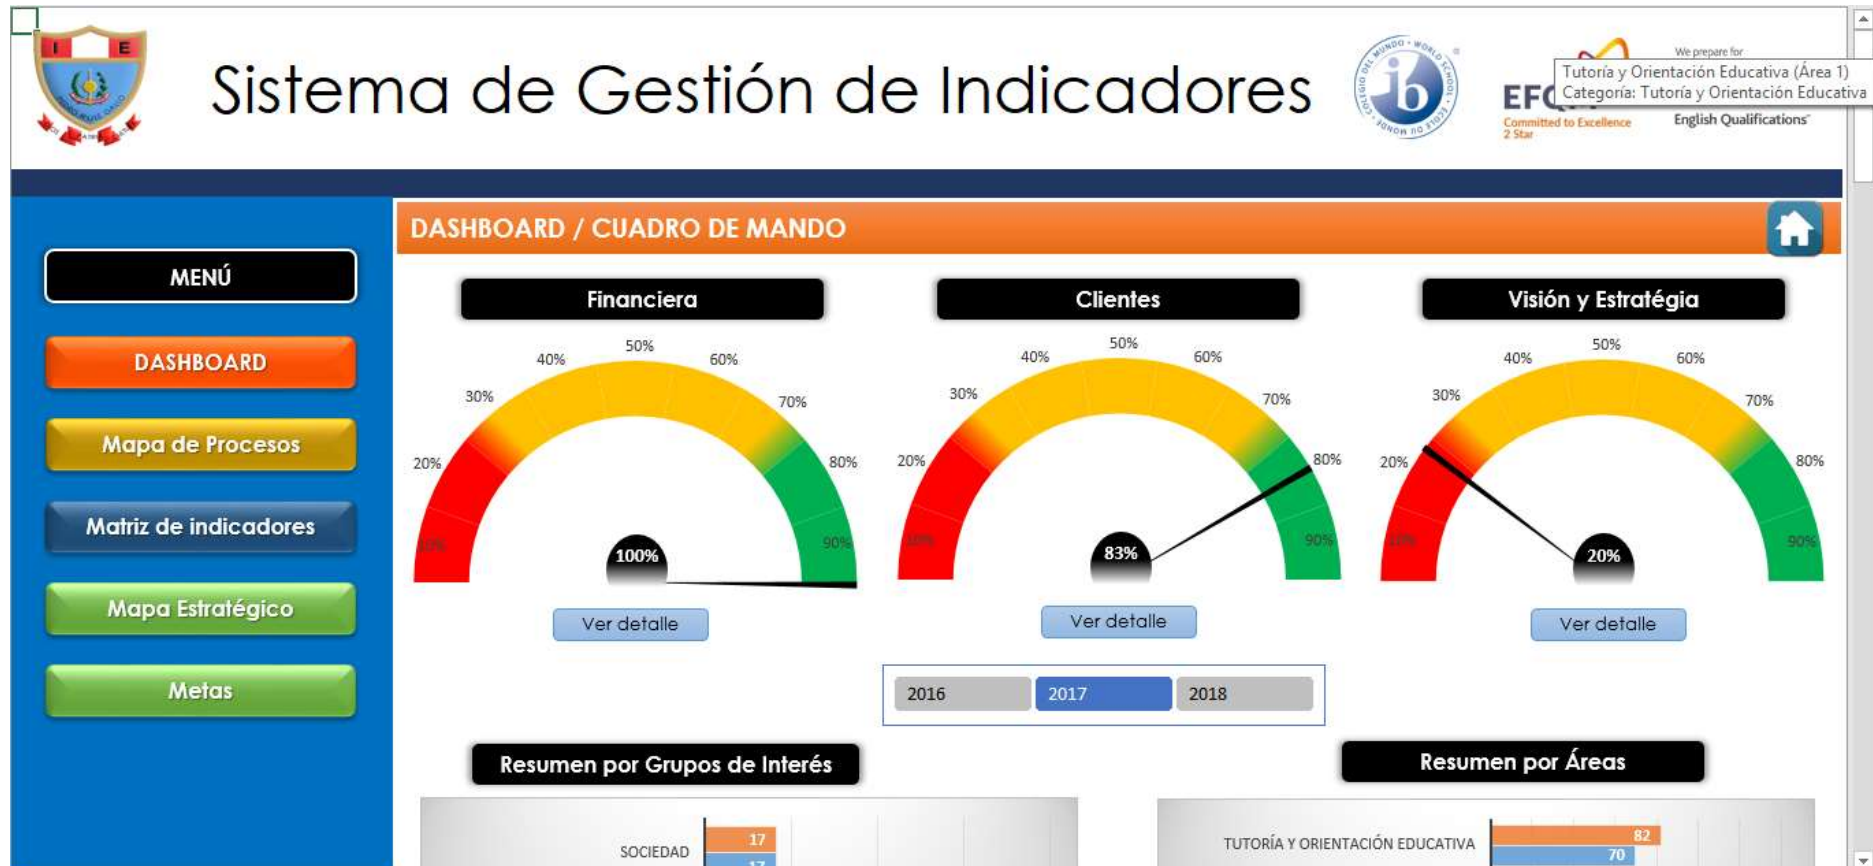 I E
Sistema de Gestión de Indicadores
We prepare for
Tutoría y Orientación Educativa (Área 1)
Categoría: Tutoría y Orientación Educativa
Committed to Excellence
2 Star
English Qualifications
DASHBOARD / CUADRO DE MANDO
MENÚ
DASHBOARD
Mapa de Procesos
Matriz de indicadores
Mapa Estratégico
Metas
Financiera
10%
20%
30%
40%
50%
60%
70%
80%
90%
100%
Ver detalle
Clientes
10%
20%
30%
40%
50%
60%
70%
80%
90%
83%
Ver detalle
Visión y Estratégia
10%
20%
30%
40%
50%
60%
70%
80%
90%
20%
Ver detalle
2016 2017 2018
Resumen por Grupos de Interés
SOCIEDAD 17
17
Resumen por Áreas
TUTORÍA Y ORIENTACIÓN EDUCATIVA 82
70